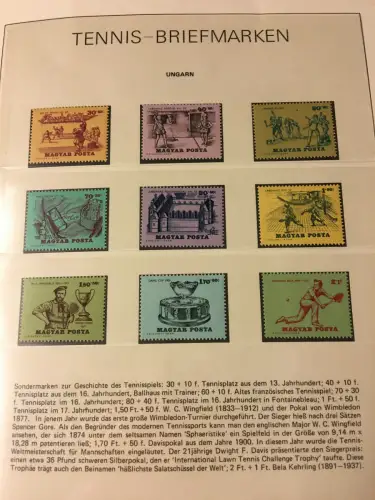 TENNIS-BRIEFMARKEN
UNGARN
MAGYAR POSTA
MAGYAR POSTA
MAGYAR POSTA
MAGYAR POSTA
MAGYAR POSTA
MAGYAR POSTA
MAGYAR POSTA
MAGYAR POSTA
MAGYAR POSTA
Sondermarken zur Geschichte des Tennisspiels: 30 + 10 f. Tennisplatz aus dem 13. Jahrhundert; 40 + 10 f.
Tennisplatz aus dem 16. Jahrhundert, Ballhaus mit Trainer; 60 + 10 f. Altes französisches Tennisspiel; 70 + 30
f. Tennisplatz im 16. Jahrhundert; 80 + 40 f. Tennisplatz im 16. Jahrhundert in Fontainebleau; 1 Ft. + 50 f.
Tennisplatz im 17. Jahrhundert; 1,50 Ft. + 50 f. W. C. Wingfield (1833-1912) und der Pokal von Wimbledon
1877. In jenem Jahr wurde das erste große Wimbledon-Turnier durchgeführt. Der Sieger hieß nach drei Sätzen
Spencer Gore. Als den Begründer des modernen Tennissports kann man den englischen Major W. C. Wingfield
ansehen, der sich 1874 unter dem seltsamen Namen 'Sphaeristike' ein Spielfeld in der Größe von 9,14 m x
18,28 m patentieren ließ; 1,70 Ft. + 50 f. Davispokal aus dem Jahre 1900. In diesem Jahr wurde die Tennis-
Weltmeisterschaft für Mannschaften eingeläutet. Der 21jährige Dwight F. Davis persönlich spendierte dem Sieger
einen etwa 36 Pfund schweren Silberpokal, den er 'International Lawn Tennis Challenge Trophy' taufte. Diese
Trophäe trägt auch den Beinamen 'häßlichste Salatschüssel der Welt'; 2 Ft. + 1 Ft. Bela Kehrling (1891-1937).